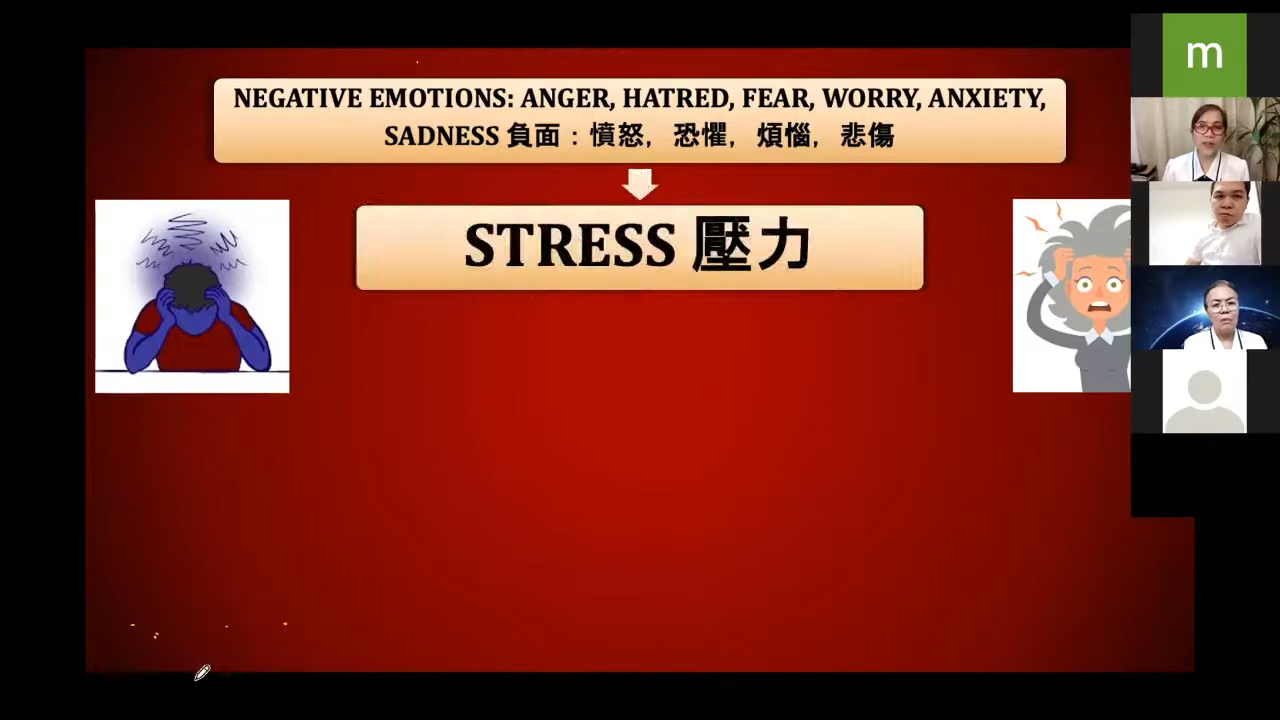 NEGATIVE EMOTIONS: ANGER, HATRED, FEAR, WORRY, ANXIETY,
SADNESS 負面：憤怒, 恐懼, 煩惱, 悲傷
STRESS 壓力
m